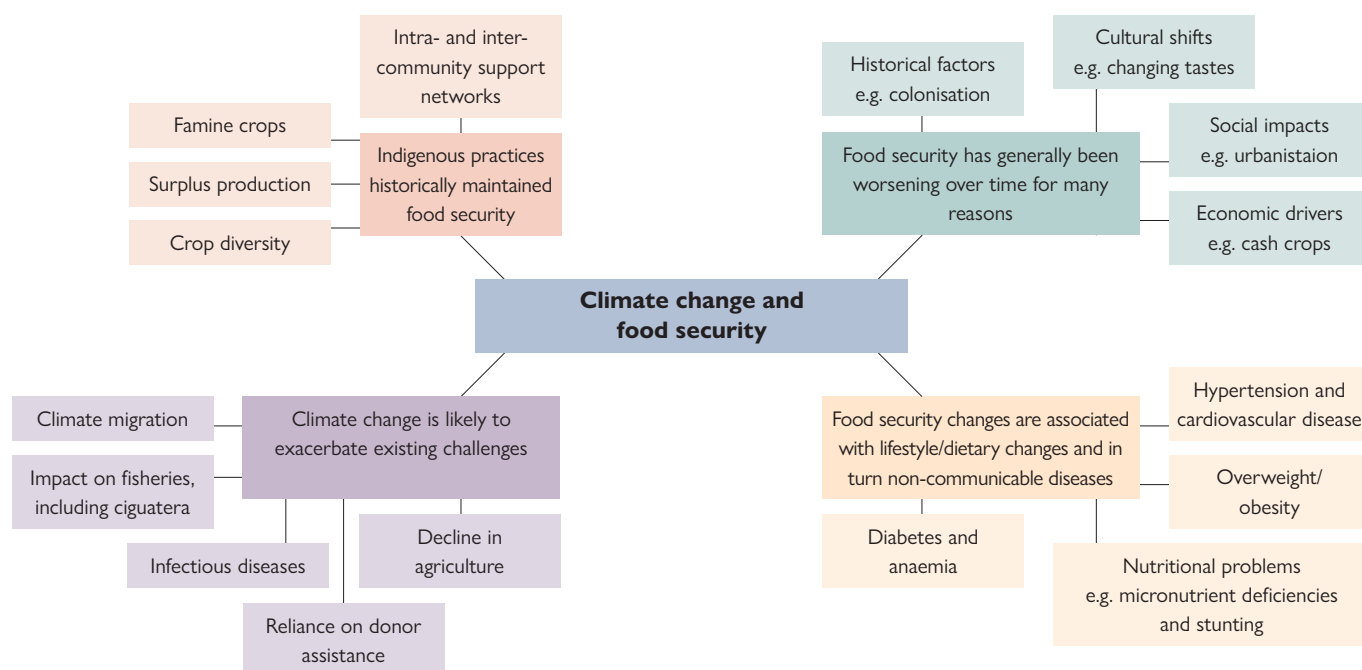 Intra- and inter-
community support
networks
Famine crops
Surplus production
Crop diversity
Indigenous practices
historically maintained
food security
Historical factors
e.g. colonisation
Cultural shifts
e.g. changing tastes
Social impacts
e.g. urbanistaion
Economic drivers
e.g. cash crops
Food security has generally been
worsening over time for many
reasons
Climate change and
food security
Climate migration
Impact on fisheries,
including ciguatera
Infectious diseases
Reliance on donor
assistance
Decline in
agriculture
Climate change is likely to
exacerbate existing challenges
Food security changes are associated
with lifestyle/dietary changes and in
turn non-communicable diseases
Hypertension and
cardiovascular disease
Overweight/
obesity
Diabetes and
anaemia
Nutritional problems
e.g. micronutrient deficiencies
and stunting